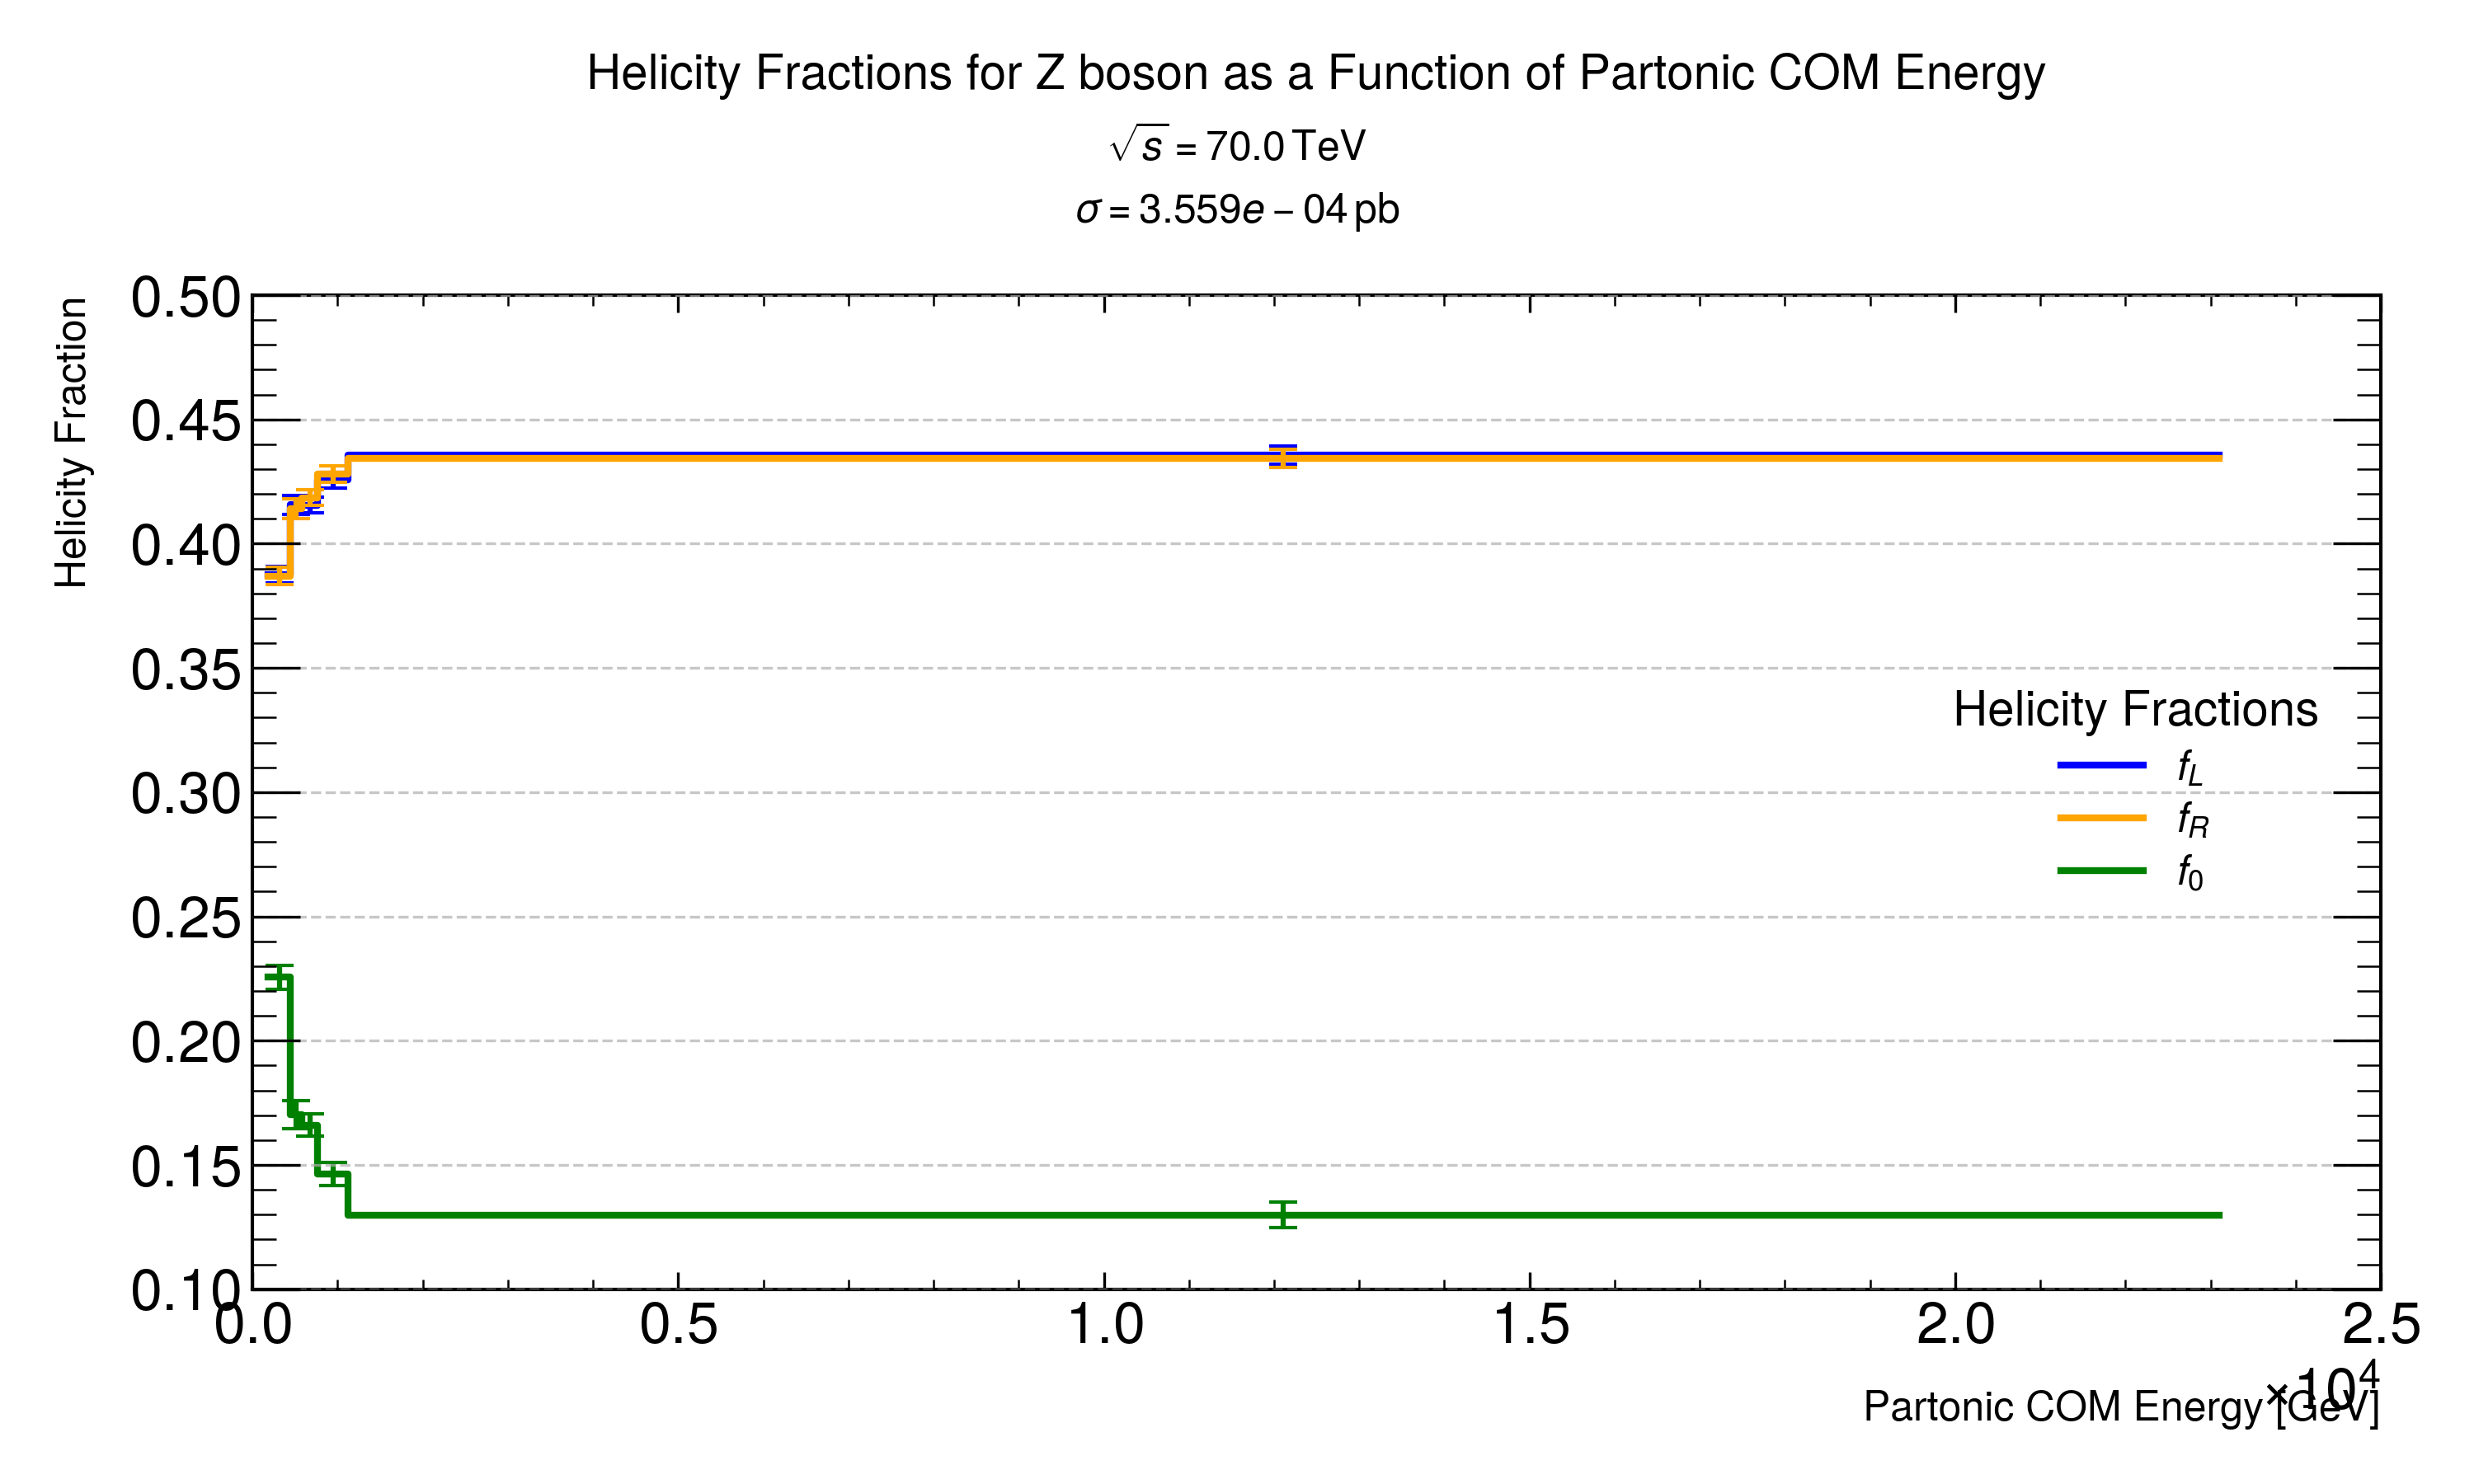 Helicity Fractions for Z boson as a Function of Partonic COM Energy
√s = 70.0 TeV
σ = 3.559e − 04 pb
Helicity Fraction
0.50
0.45
0.40
0.35
0.30
0.25
0.20
0.15
0.10
Helicity Fractions
f_L
f_R
f_0
0.0 0.5 1.0 1.5 2.0 2.5
×10^4
Partonic COM Energy [GeV]